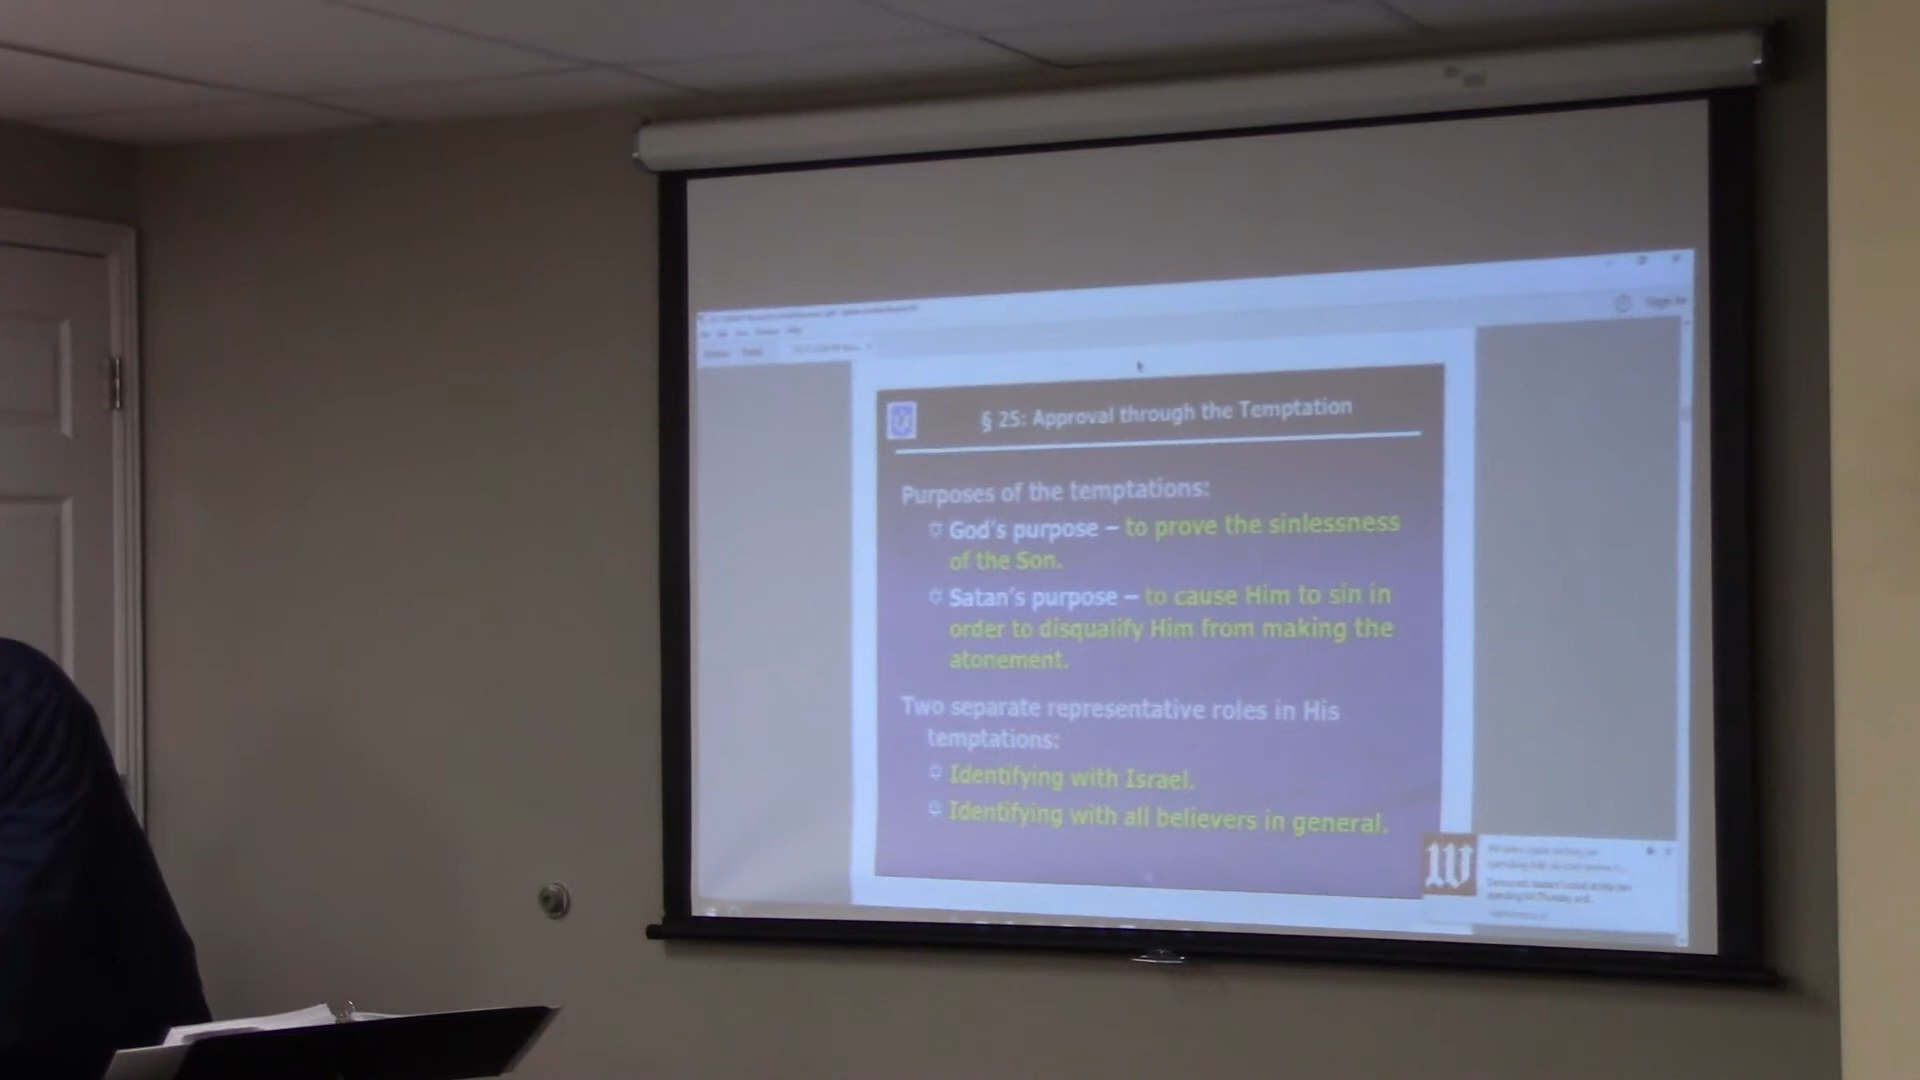 Sign In
§ 25: Approval through the Temptation
Purposes of the temptations:
God's purpose – to prove the sinlessness
of the Son.
Satan's purpose – to cause Him to sin in
order to disqualify Him from making the
atonement.
Two separate representative roles in His
temptations:
Identifying with Israel.
Identifying with all believers in general.
W